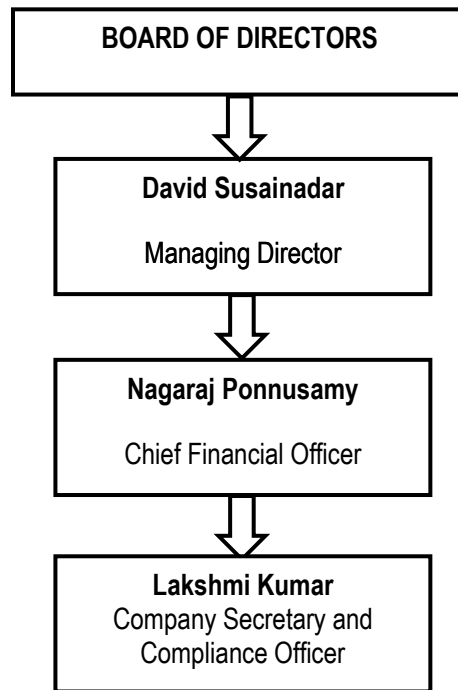 BOARD OF DIRECTORS
David Susainadar
Managing Director
Nagaraj Ponnusamy
Chief Financial Officer
Lakshmi Kumar
Company Secretary and
Compliance Officer